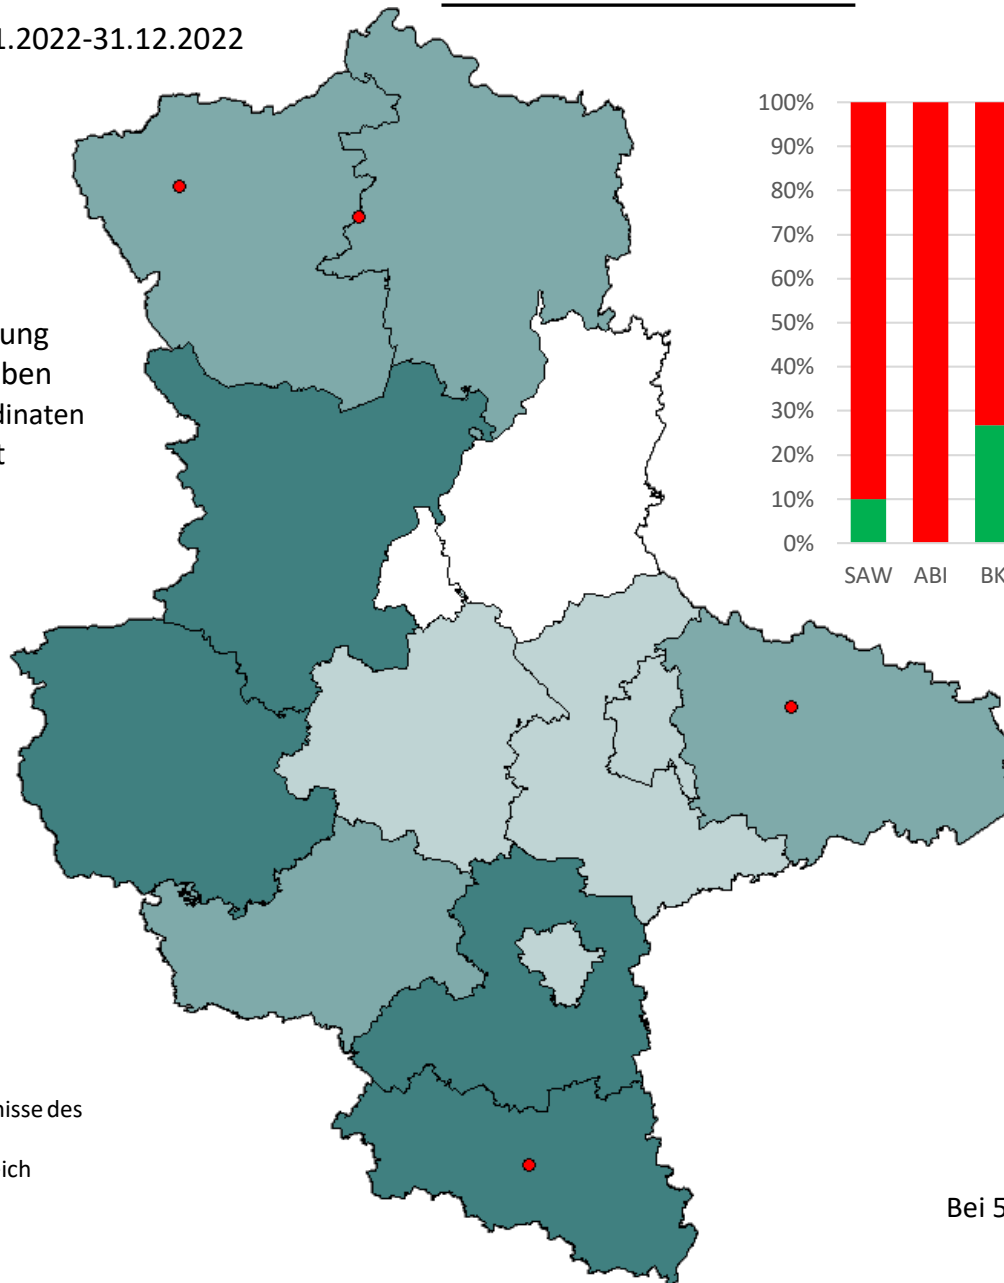 1.2022-31.12.2022
ung
ben
dinaten
t
nisse des
ich
100%
90%
80%
70%
60%
50%
40%
30%
20%
10%
0%
SAW ABI BK
Bei 5